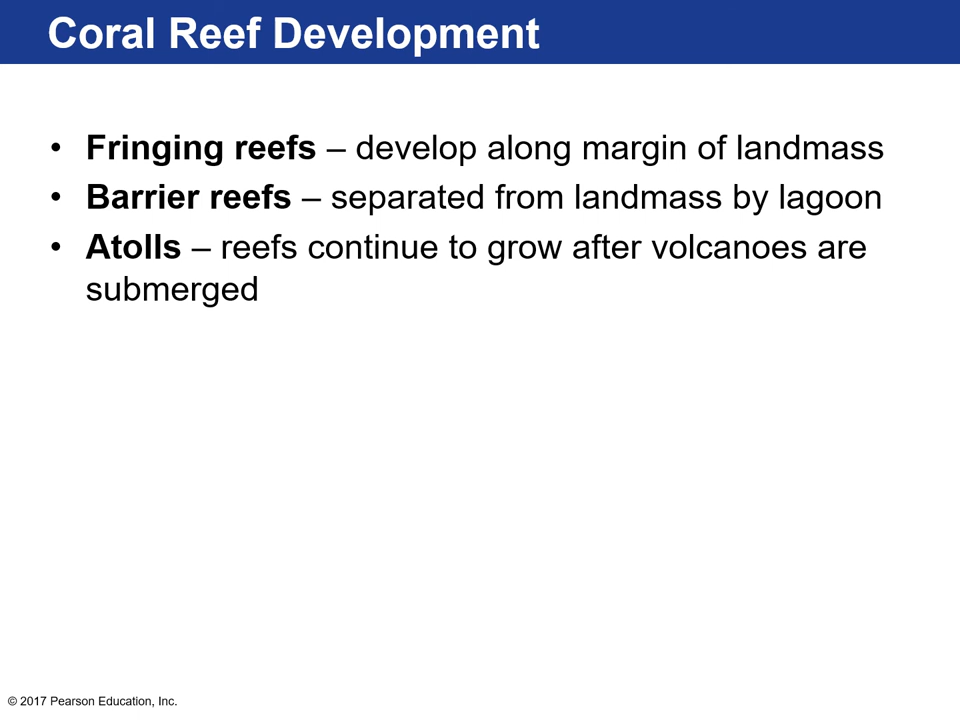 Coral Reef Development
• Fringing reefs – develop along margin of landmass
• Barrier reefs – separated from landmass by lagoon
• Atolls – reefs continue to grow after volcanoes are
submerged
© 2017 Pearson Education, Inc.